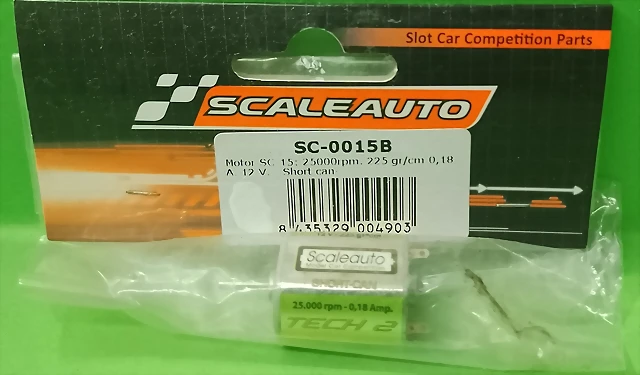 Slot Car Competition Parts
SCALEAUTO
SC-0015B
Motor SC 15: 25000rpm. 225 gr/cm 0,18
A. 12 V. Short can
8 435329 004903
Scaleauto
SHORT-CAN
25.000 rpm - 0,18 Amp.
TECH 2